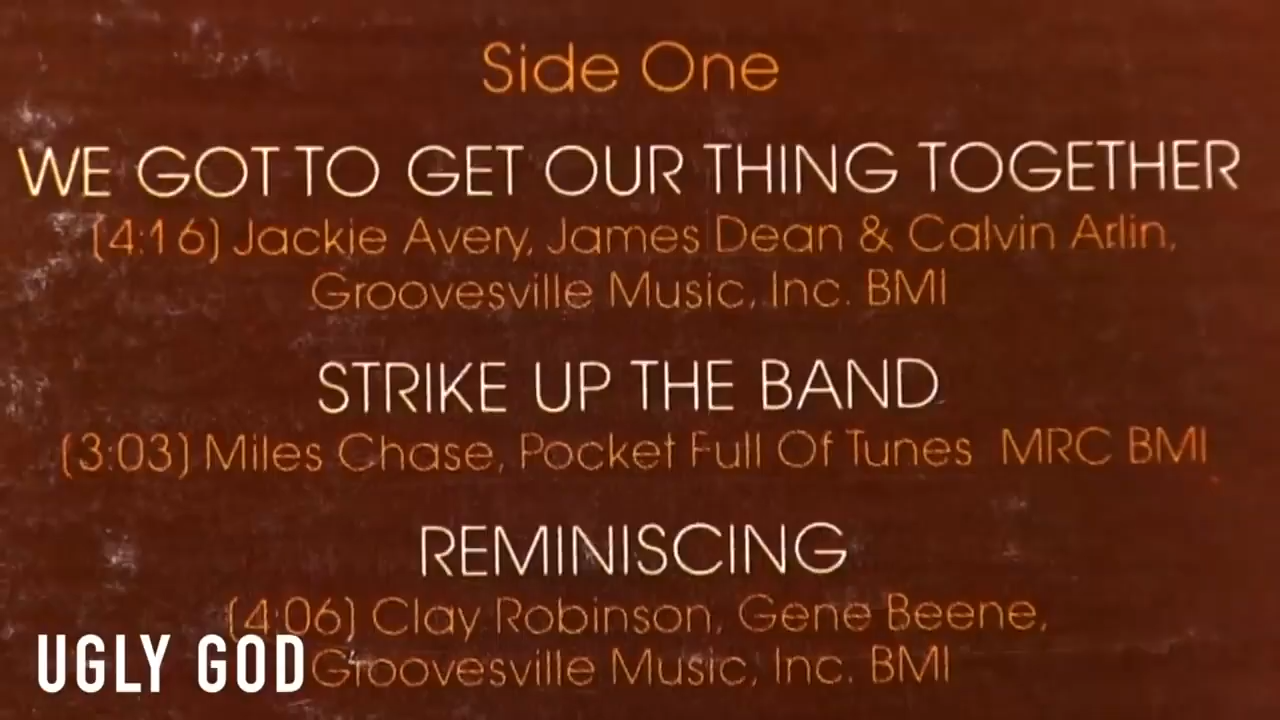 Side One
WE GOT TO GET OUR THING TOGETHER
(4:16) Jackie Avery, James Dean & Calvin Arlin,
Groovesville Music, Inc. BMI
STRIKE UP THE BAND
(3:03) Miles Chase, Pocket Full Of Tunes MRC BMI
REMINISCING
(4:06) Clay Robinson, Gene Beene,
Groovesville Music, Inc. BMI
UGLY GOD